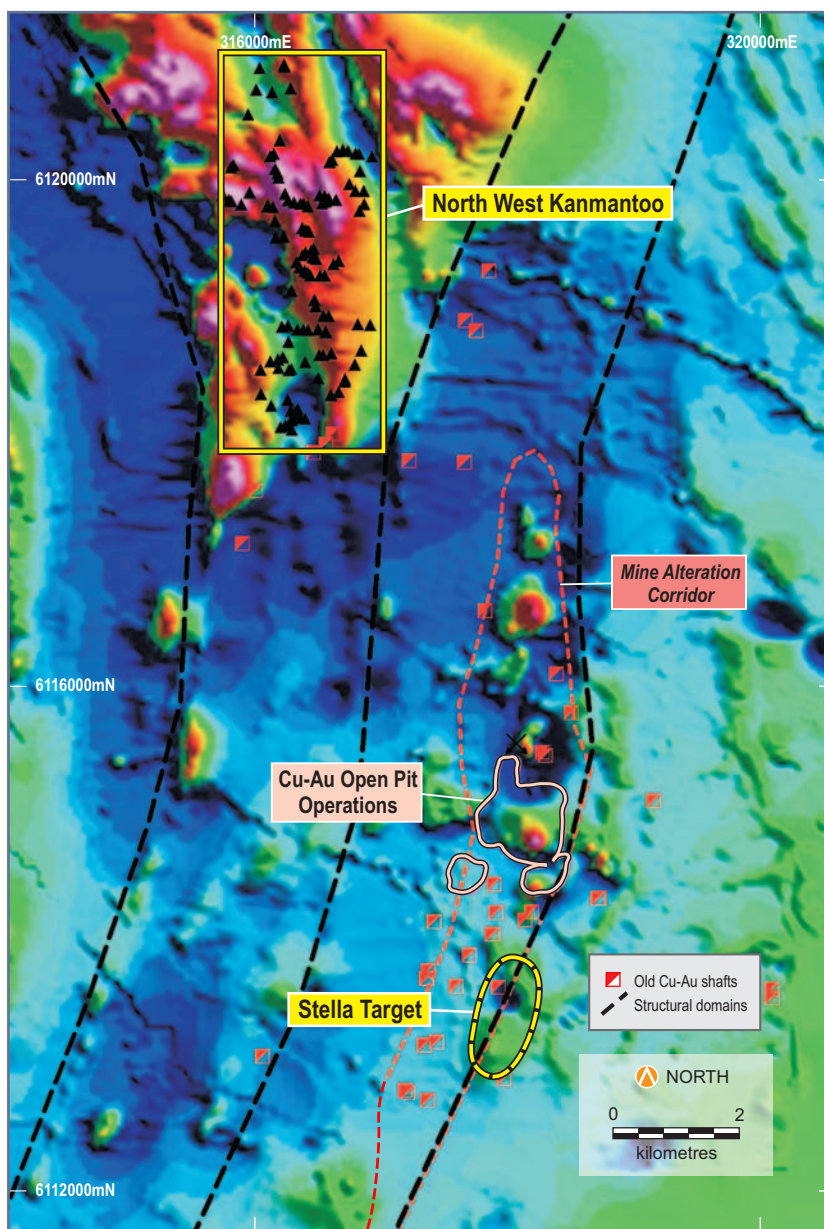 316000mE
320000mE
6120000mN
North West Kanmantoo
Mine Alteration
Corridor
6116000mN
Cu-Au Open Pit
Operations
Stella Target
Old Cu-Au shafts
Structural domains
NORTH
0
2
kilometres
6112000mN